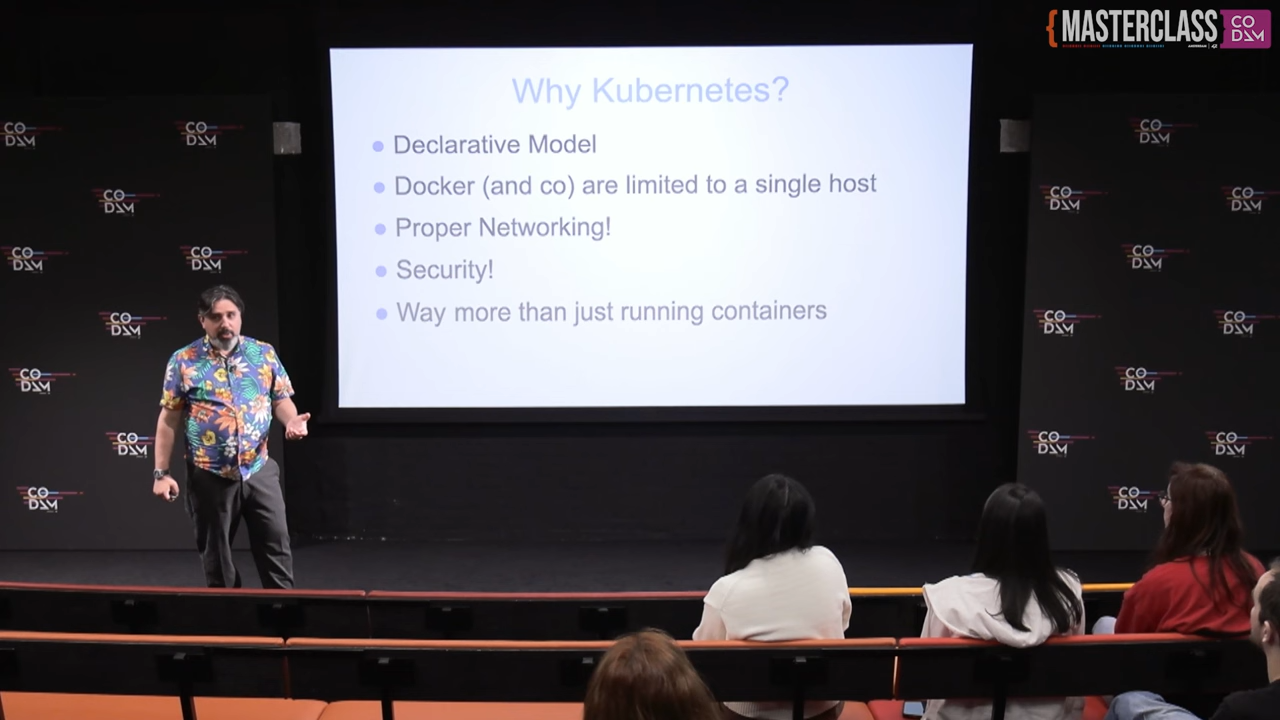 { MASTERCLASS
CO
D∑M
Why Kubernetes?
Declarative Model
Docker (and co) are limited to a single host
Proper Networking!
Security!
Way more than just running containers